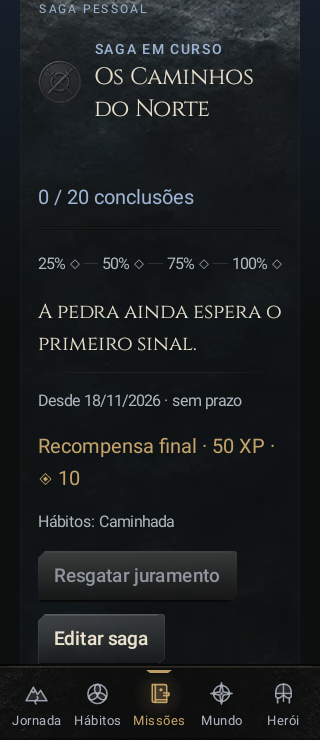 SAGA PESSOAL
SAGA EM CURSO
Os Caminhos
do Norte
0 / 20 conclusões
25% ◇ — 50% ◇ — 75% ◇ — 100% ◇
A pedra ainda espera o
primeiro sinal.
Desde 18/11/2026 · sem prazo
Recompensa final · 50 XP ·
◈ 10
Hábitos: Caminhada
Resgatar juramento
Editar saga
Jornada Hábitos Missões Mundo Herói